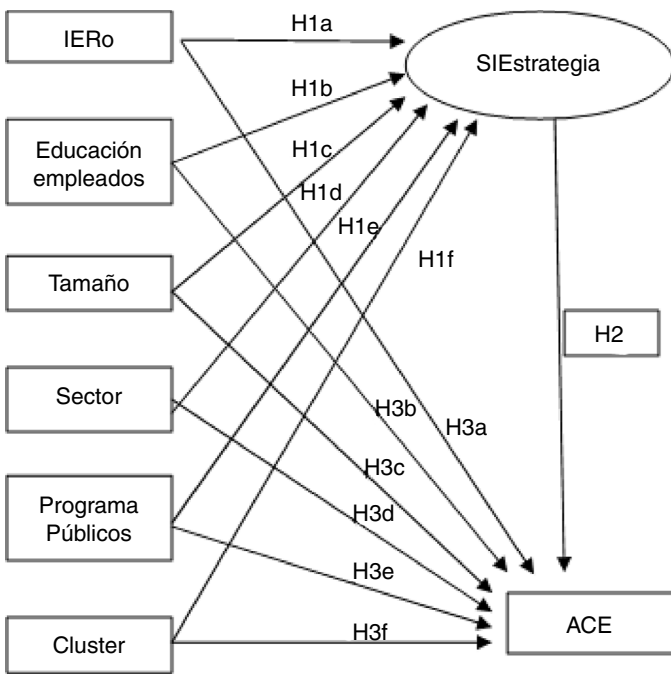 IERo
H1a
SIEstrategia
H1b
Educación
empleados
H1c
H1d
H1e
H1f
Tamaño
H2
Sector
H3b
H3a
H3c
Programa
Públicos
H3d
H3e
Cluster
H3f
ACE